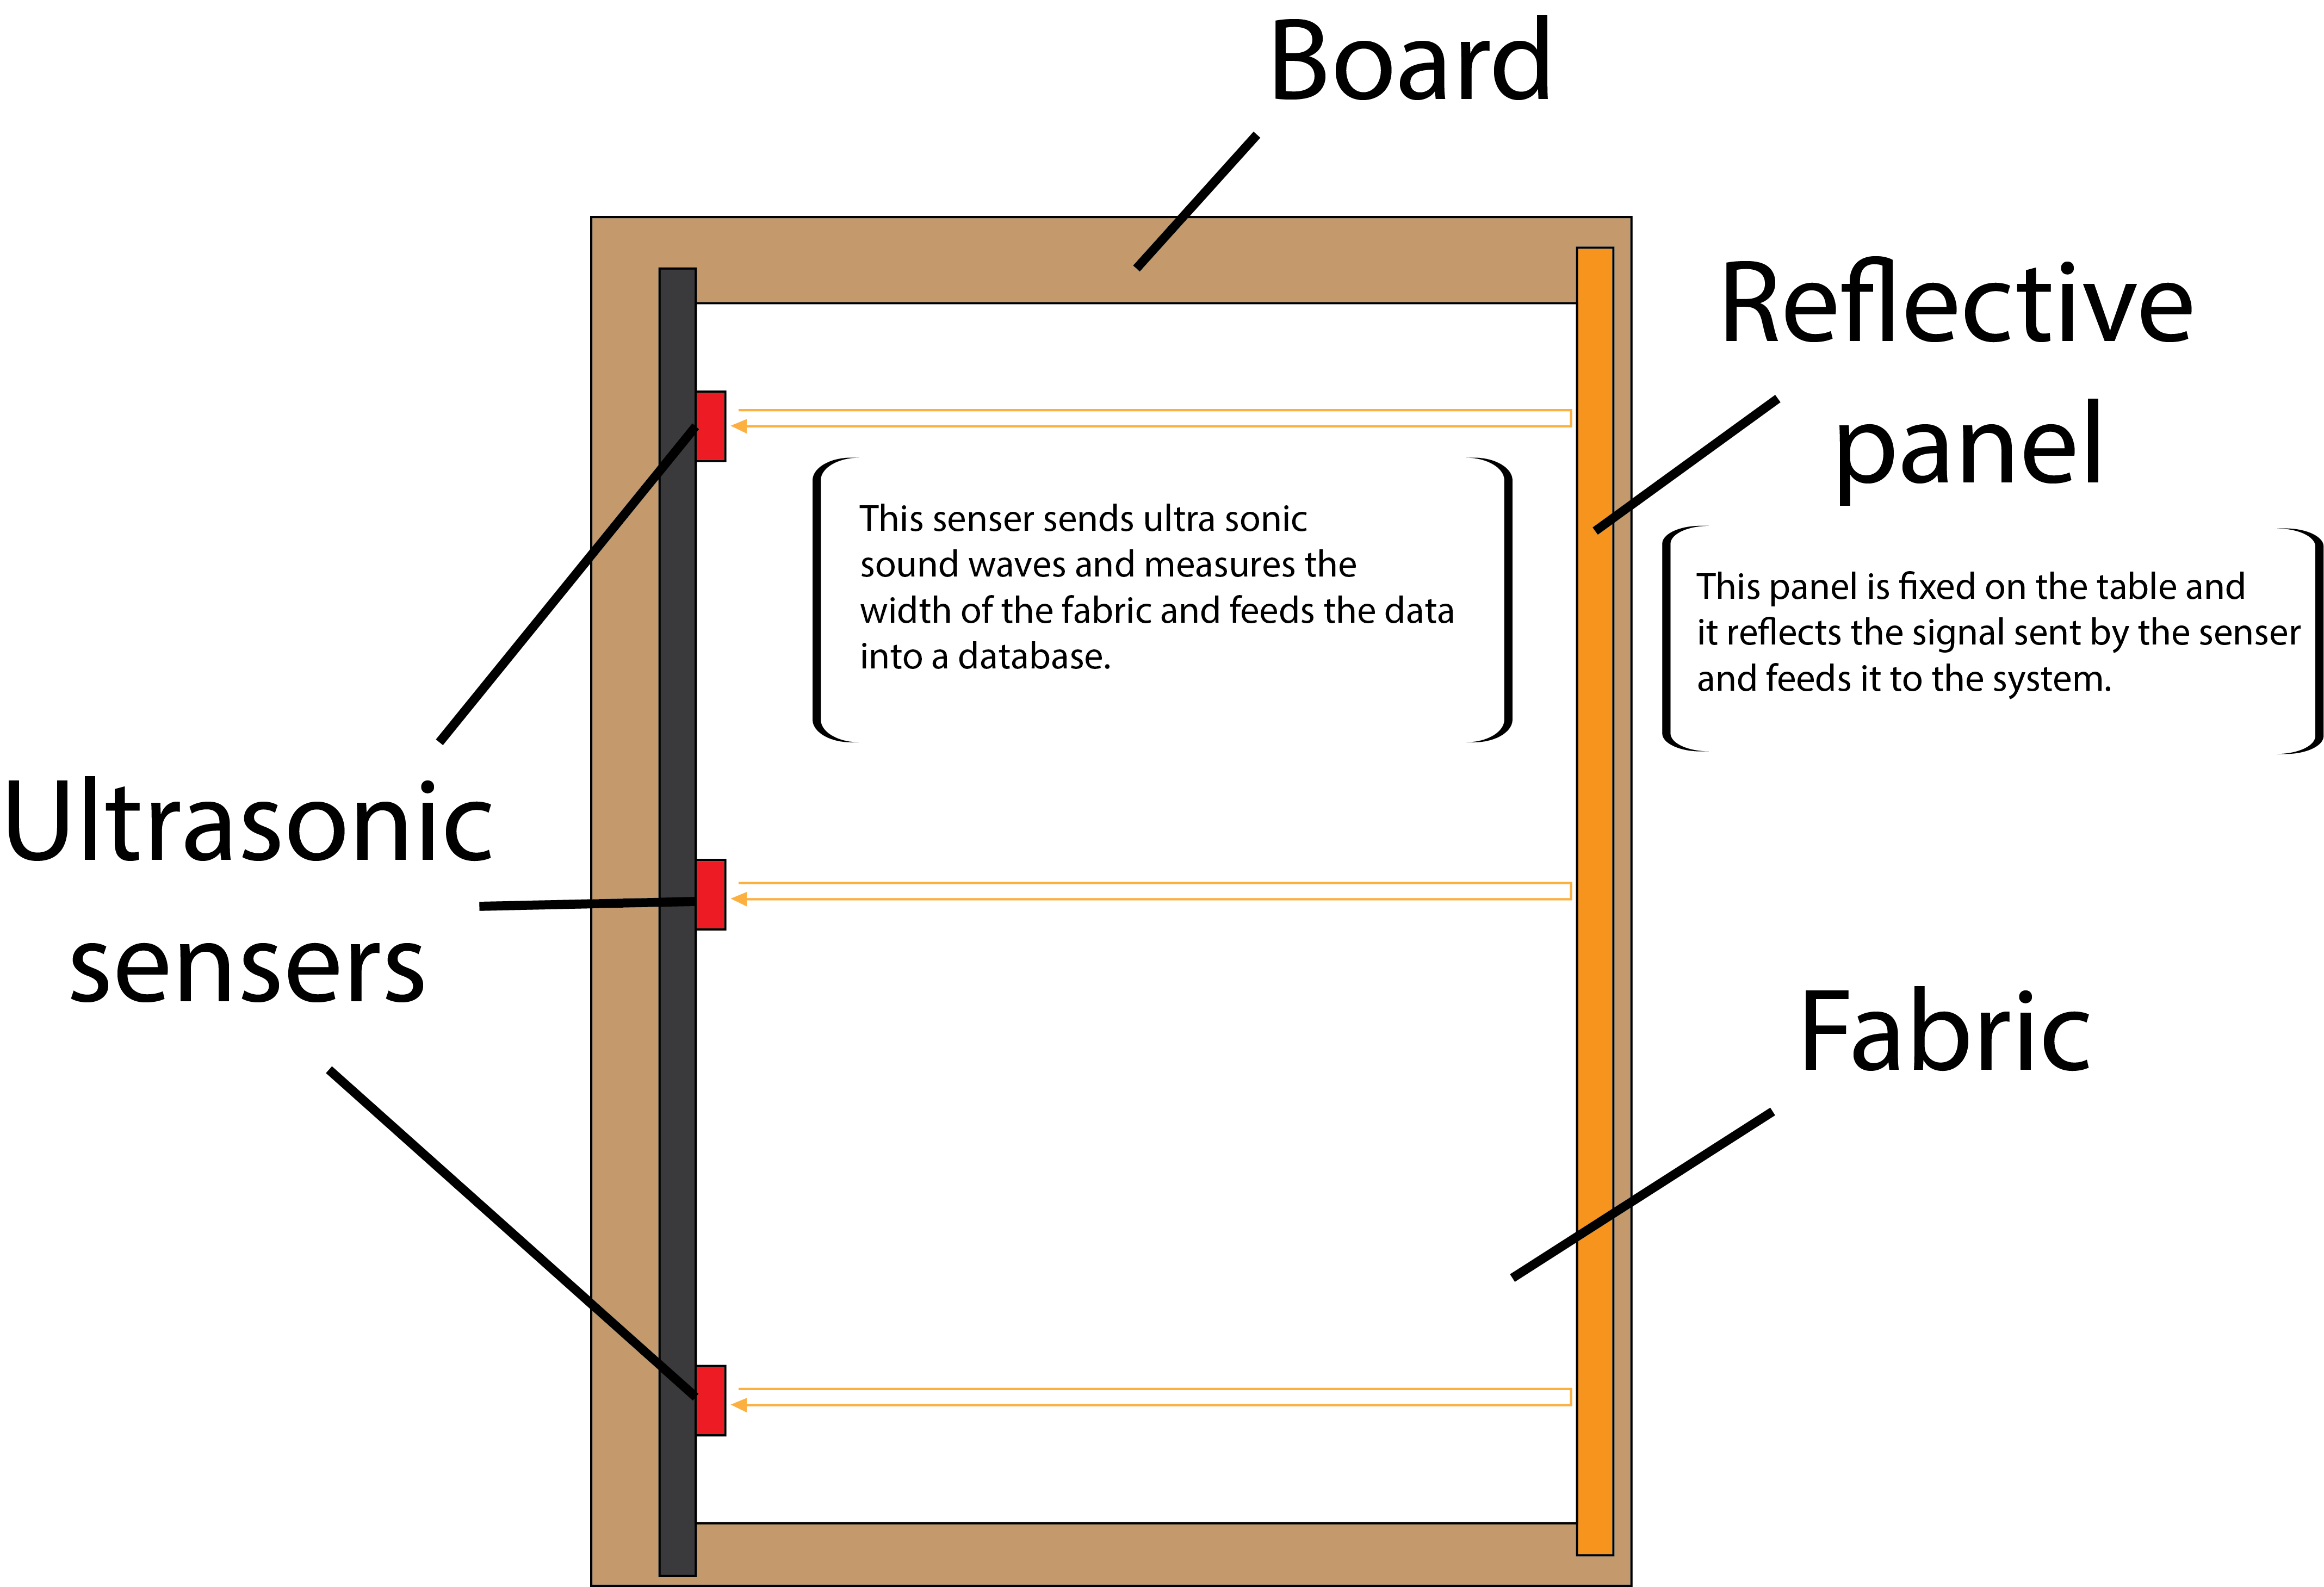 Board
Reflective
panel
This senser sends ultra sonic
sound waves and measures the
width of the fabric and feeds the data
into a database.
This panel is fixed on the table and
it reflects the signal sent by the senser
and feeds it to the system.
Ultrasonic
sensers
Fabric